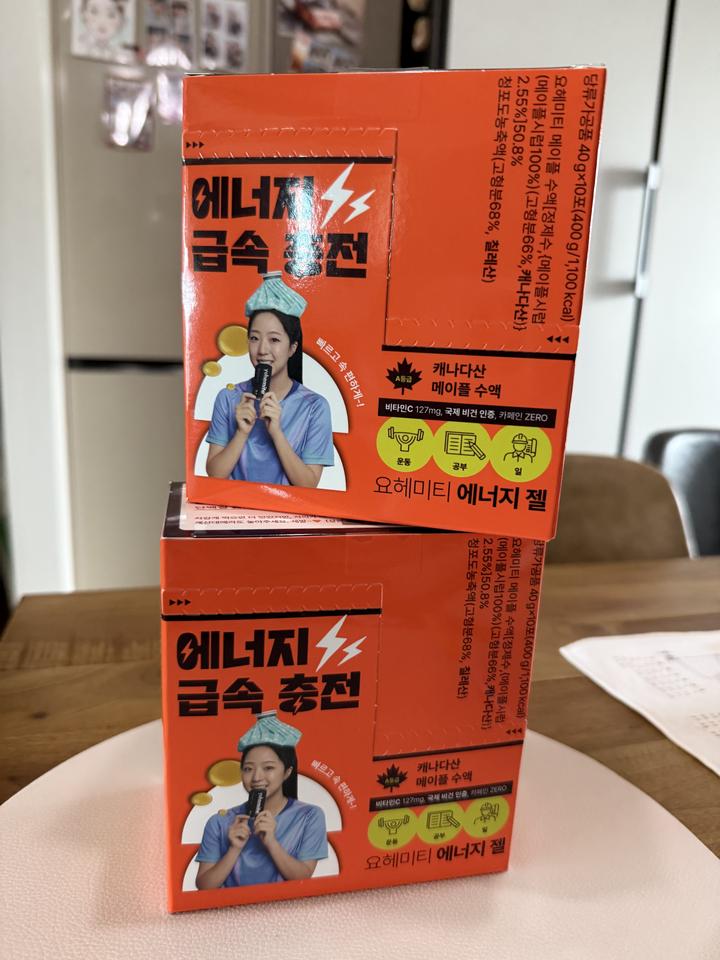 당류가공품 40 g×10포(400 g/1,100 kcal)
요헤미티 메이플 수액[정제수,{메이플시럽
(메이플시럽100%)(고형분66%,캐나다산)}
2.55%]50.8%
청포도농축액(고형분68%, 칠레산)
에너지
급속 충전
빠르고 속 편하게~!
A등급
캐나다산
메이플 수액
비타민C 127mg, 국제 비건 인증, 카페인 ZERO
운동
공부
일
요헤미티 에너지 젤
당류가공품 40 g×10포(400 g/1,100 kcal)
요헤미티 메이플 수액[정제수,{메이플시럽
(메이플시럽100%)(고형분66%,캐나다산)}
2.55%]50.8%
청포도농축액(고형분68%, 칠레산)
에너지
급속 충전
빠르고 속 편하게~!
A등급
캐나다산
메이플 수액
비타민C 127mg, 국제 비건 인증, 카페인 ZERO
운동
공부
일
요헤미티 에너지 젤